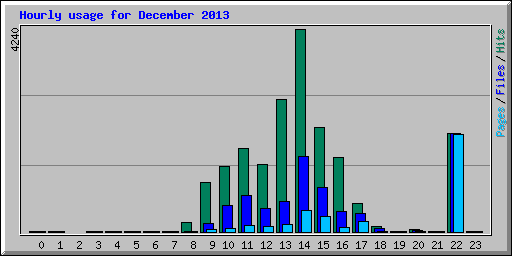 Hourly usage for December 2013
4240
Pages / Files / Hits
0 1 2 3 4 5 6 7 8 9 10 11 12 13 14 15 16 17 18 19 20 21 22 23